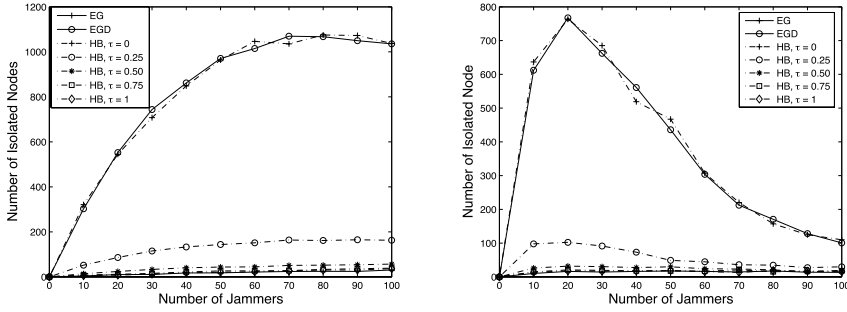 Number of Isolated Nodes
1200
1000
800
600
400
200
0
EG
EGD
HB, τ = 0
HB, τ = 0.25
HB, τ = 0.50
HB, τ = 0.75
HB, τ = 1
0 10 20 30 40 50 60 70 80 90 100
Number of Jammers
Number of Isolated Node
800
700
600
500
400
300
200
100
0
EG
EGD
HB, τ = 0
HB, τ = 0.25
HB, τ = 0.50
HB, τ = 0.75
HB, τ = 1
0 10 20 30 40 50 60 70 80 90 100
Number of Jammers